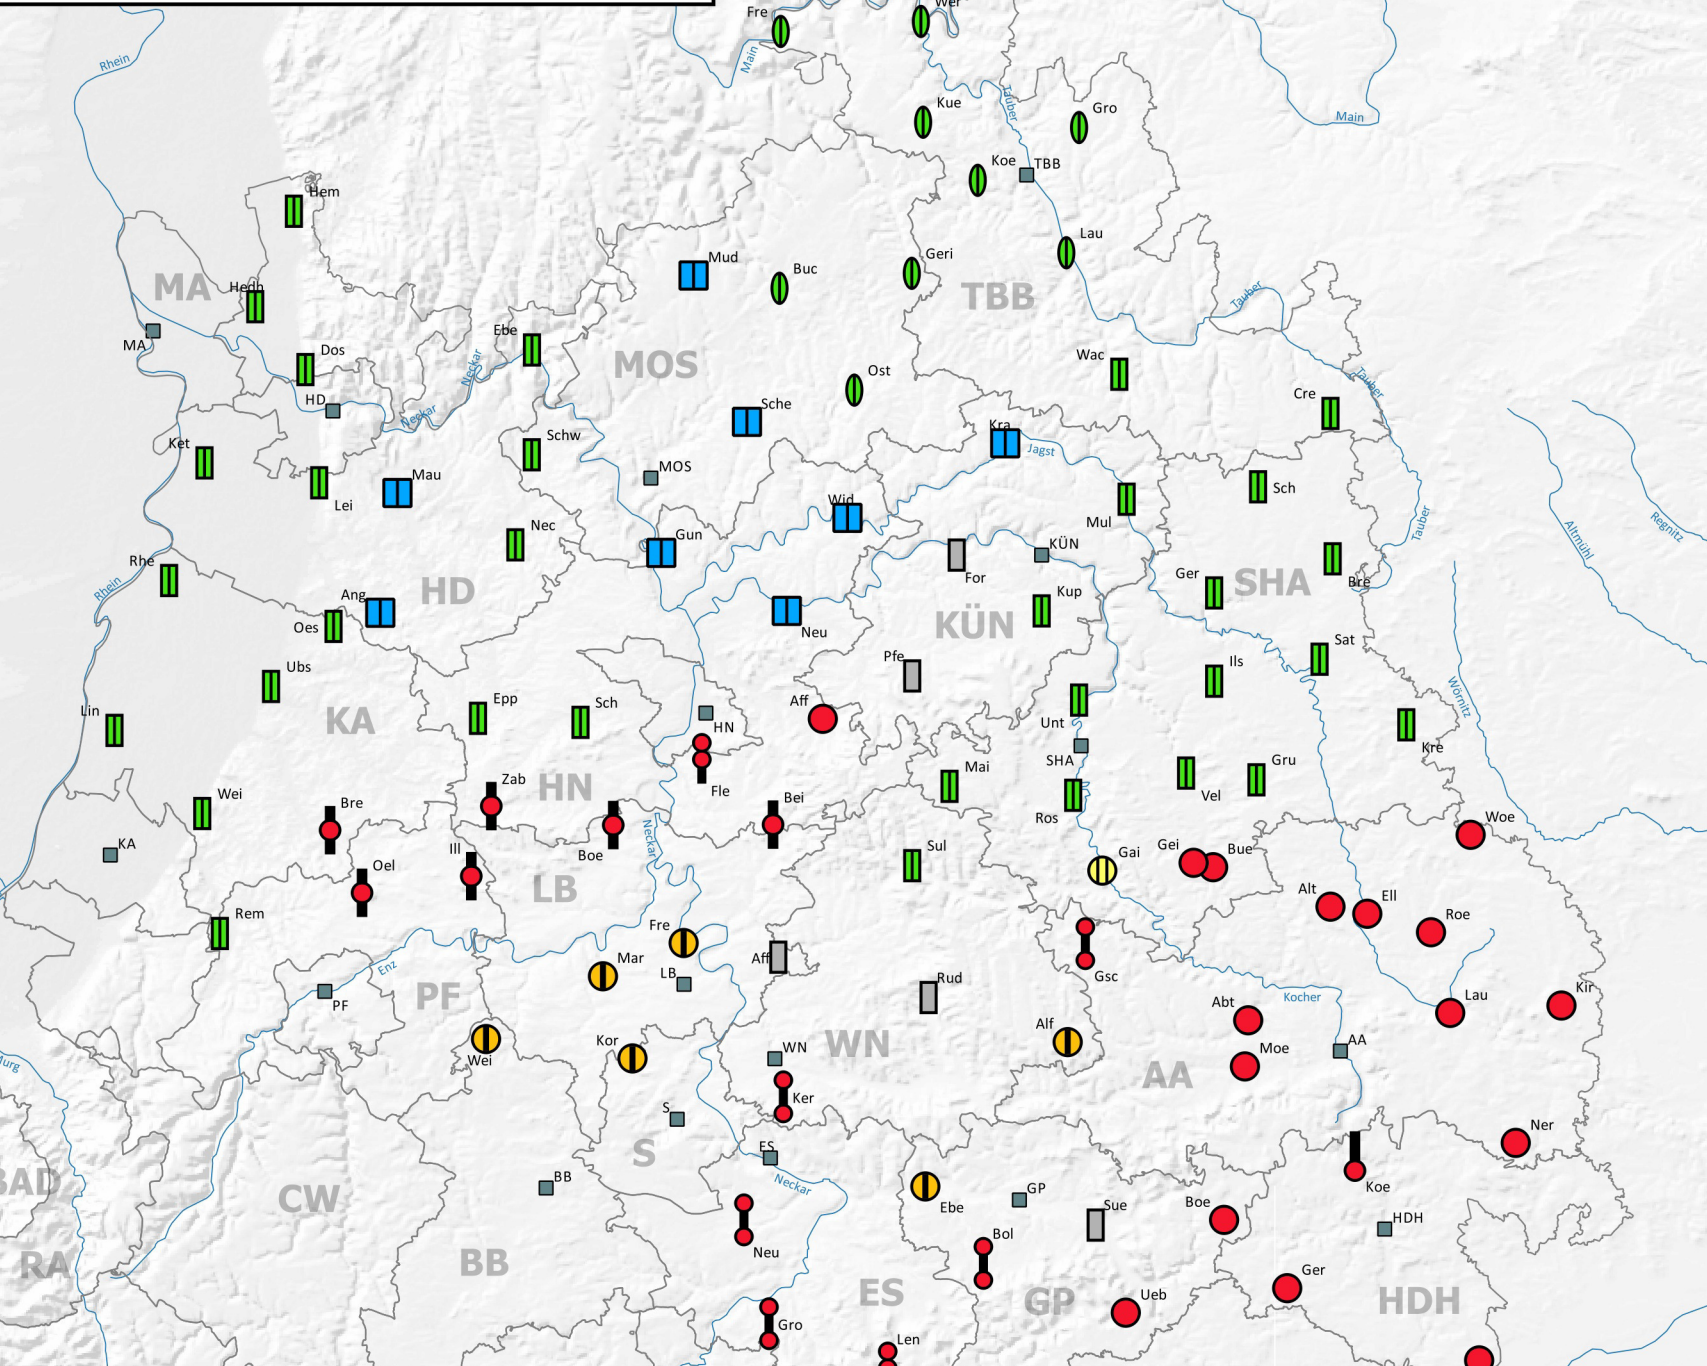 Fre
Wer
Rhein
Main
Kue
Tauber
Gro
Main
Koe
TBB
Hem
Lau
Mud
Geri
Buc
MA
Hedh
TBB
Tauber
MA
Ebe
Dos
Neckar
MOS
Wac
Ost
Tauber
HD
Neckar
Sche
Cre
Kra
Schw
Jagst
Ket
MOS
Mau
Sch
Lei
Wid
Mul
Nec
Gun
KÜN
Tauber
Regnitz
Altmühl
Rhe
For
Ger
Bre
SHA
Rhein
HD
Ang
Kup
Oes
Neu
KÜN
Sat
Pfe
Ils
Ubs
Wörnitz
Epp
Sch
Aff
Lin
KA
HN
Unt
Kre
SHA
Mai
Gru
Zab
HN
Fle
Bei
Vel
Wei
Bre
Ros
Woe
KA
Neckar
Ill
Boe
Sul
Gai
Gei
Bue
Oel
LB
Alt
Ell
Rem
Fre
Roe
Mar
Aff
Enz
LB
Rud
Gsc
PF
Kocher
PF
Lau
Kir
Abt
Alf
Kor
WN
WN
AA
Moe
Wei
Murg
AA
Ker
S
Ner
ES
S
BAD
BB
Neckar
GP
Koe
CW
Ebe
Sue
Boe
HDH
Bol
Neu
BB
RA
Ger
ES
GP
Ueb
HDH
Gro
Len